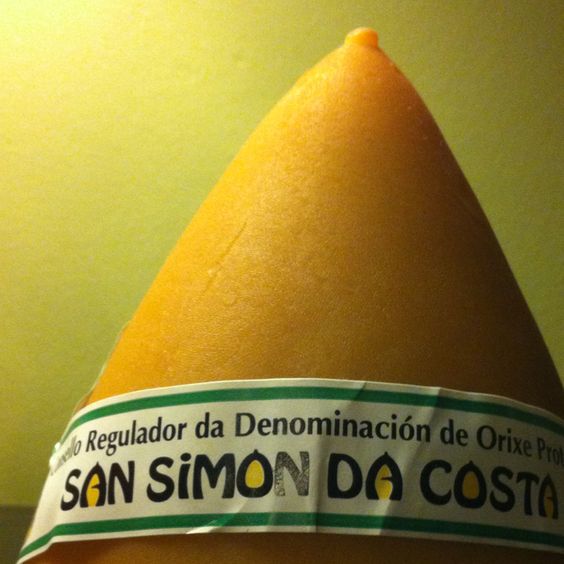 Regulador da Denominación de Orixe
SAN SiMON DA COSTA